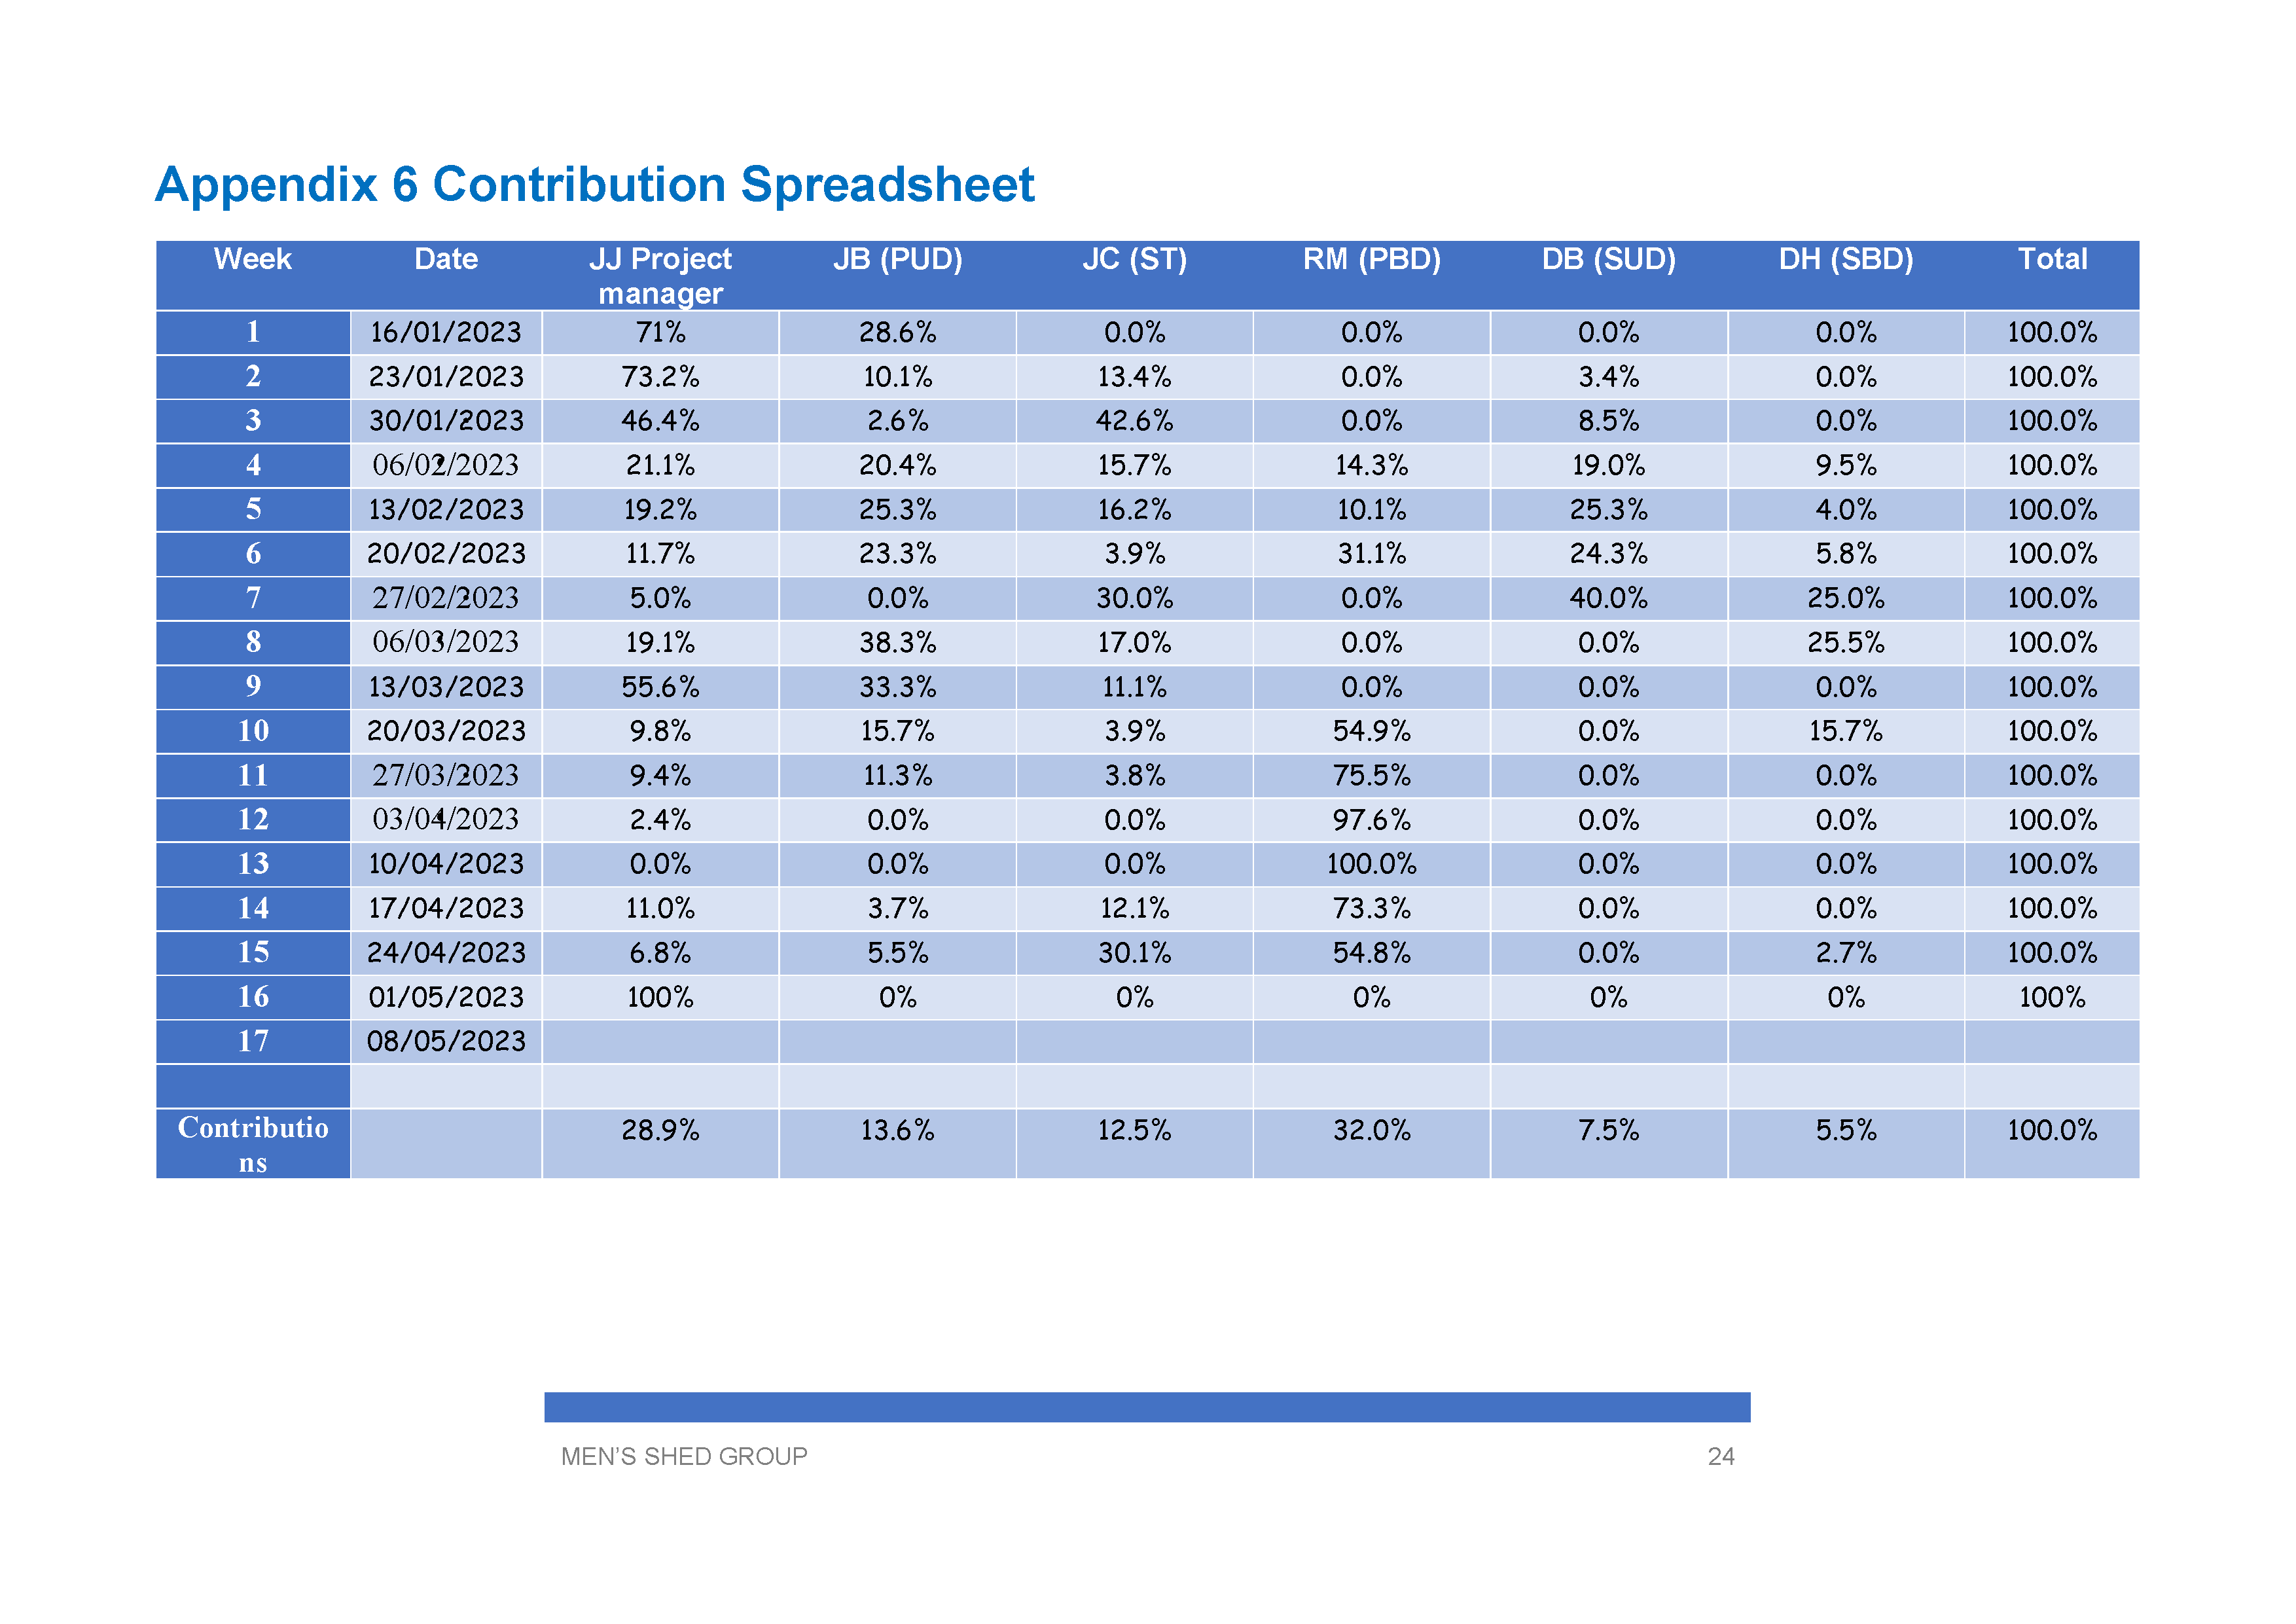 Appendix 6 Contribution Spreadsheet
Week Date JJ Project manager JB (PUD) JC (ST) RM (PBD) DB (SUD) DH (SBD) Total
1 16/01/2023 71% 28.6% 0.0% 0.0% 0.0% 0.0% 100.0%
2 23/01/2023 73.2% 10.1% 13.4% 0.0% 3.4% 0.0% 100.0%
3 30/01/2023 46.4% 2.6% 42.6% 0.0% 8.5% 0.0% 100.0%
4 06/02/2023 21.1% 20.4% 15.7% 14.3% 19.0% 9.5% 100.0%
5 13/02/2023 19.2% 25.3% 16.2% 10.1% 25.3% 4.0% 100.0%
6 20/02/2023 11.7% 23.3% 3.9% 31.1% 24.3% 5.8% 100.0%
7 27/02/2023 5.0% 0.0% 30.0% 0.0% 40.0% 25.0% 100.0%
8 06/03/2023 19.1% 38.3% 17.0% 0.0% 0.0% 25.5% 100.0%
9 13/03/2023 55.6% 33.3% 11.1% 0.0% 0.0% 0.0% 100.0%
10 20/03/2023 9.8% 15.7% 3.9% 54.9% 0.0% 15.7% 100.0%
11 27/03/2023 9.4% 11.3% 3.8% 75.5% 0.0% 0.0% 100.0%
12 03/04/2023 2.4% 0.0% 0.0% 97.6% 0.0% 0.0% 100.0%
13 10/04/2023 0.0% 0.0% 0.0% 100.0% 0.0% 0.0% 100.0%
14 17/04/2023 11.0% 3.7% 12.1% 73.3% 0.0% 0.0% 100.0%
15 24/04/2023 6.8% 5.5% 30.1% 54.8% 0.0% 2.7% 100.0%
16 01/05/2023 100% 0% 0% 0% 0% 0% 100%
17 08/05/2023
Contributio
ns 28.9% 13.6% 12.5% 32.0% 7.5% 5.5% 100.0%
MEN'S SHED GROUP 24